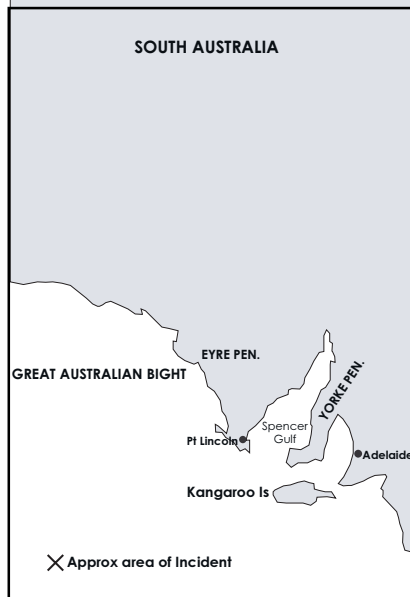 SOUTH AUSTRALIA
EYRE PEN.
GREAT AUSTRALIAN BIGHT
YORKE PEN.
Spencer
Gulf
Pt Lincoln
Adelaide
Kangaroo Is
Approx area of Incident